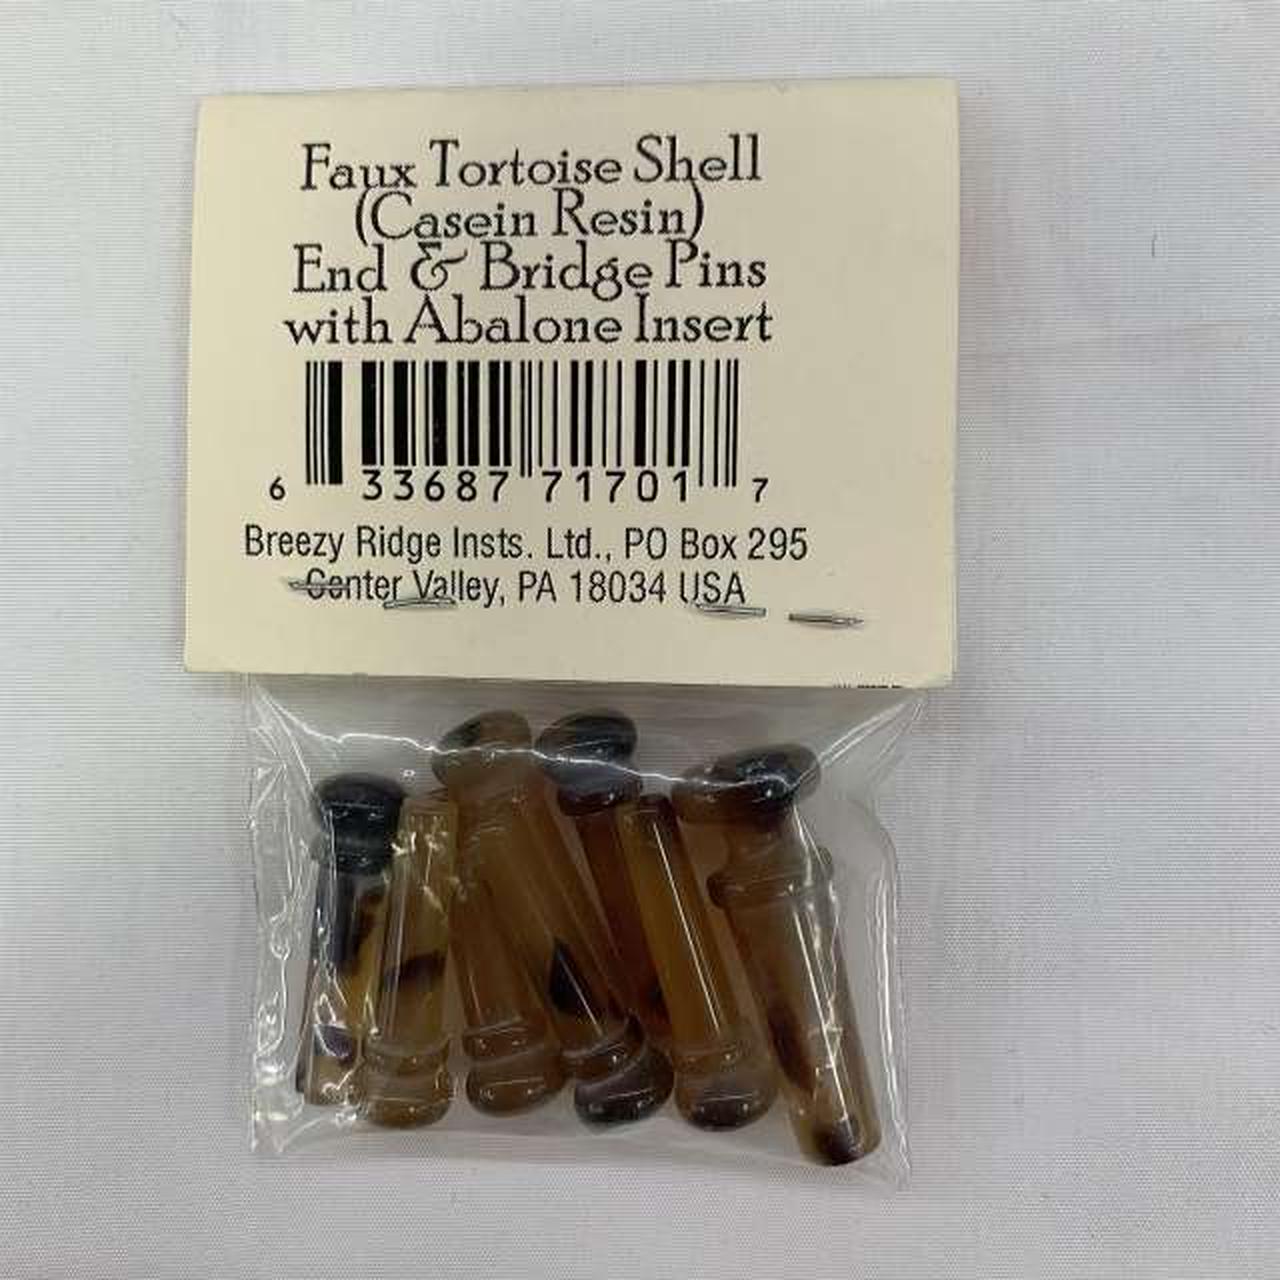 Faux Tortoise Shell
(Casein Resin)
End & Bridge Pins
with Abalone Insert
6 33687 71701 7
Breezy Ridge Insts. Ltd., PO Box 295
Center Valley, PA 18034 USA